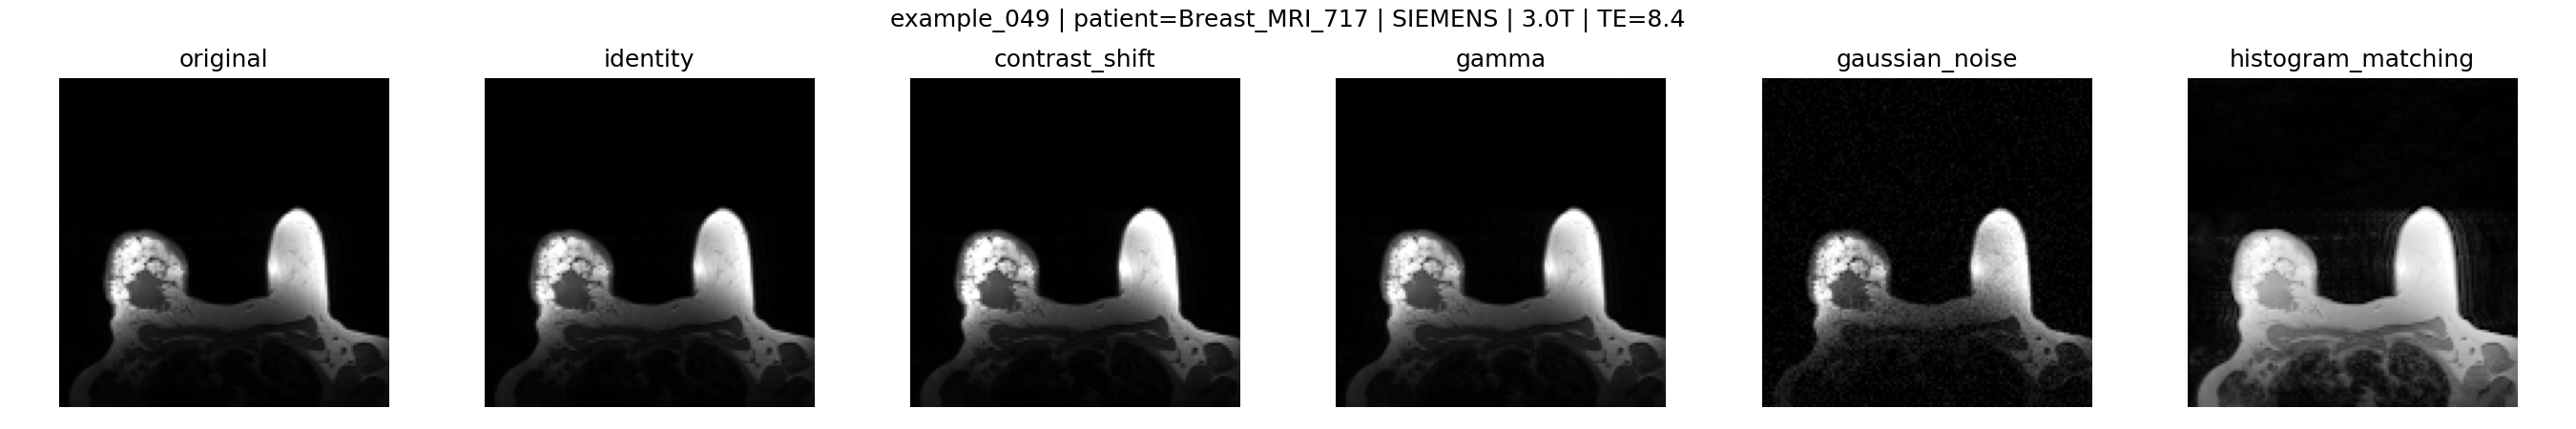 example_049 | patient=Breast_MRI_717 | SIEMENS | 3.0T | TE=8.4
original
identity
contrast_shift
gamma
gaussian_noise
histogram_matching